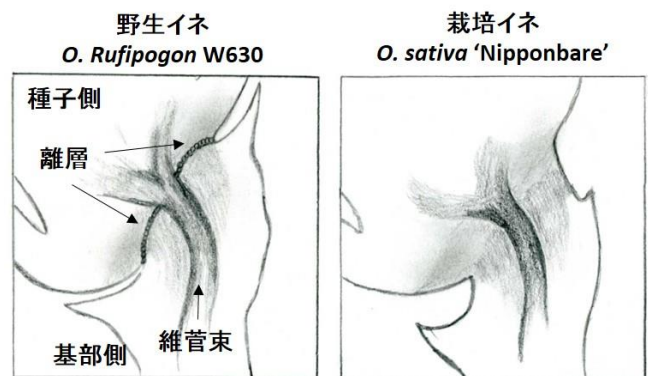 野生イネ
O. Rufipogon W630
栽培イネ
O. sativa ‘Nipponbare’
種子側
離層
維菅束
基部側